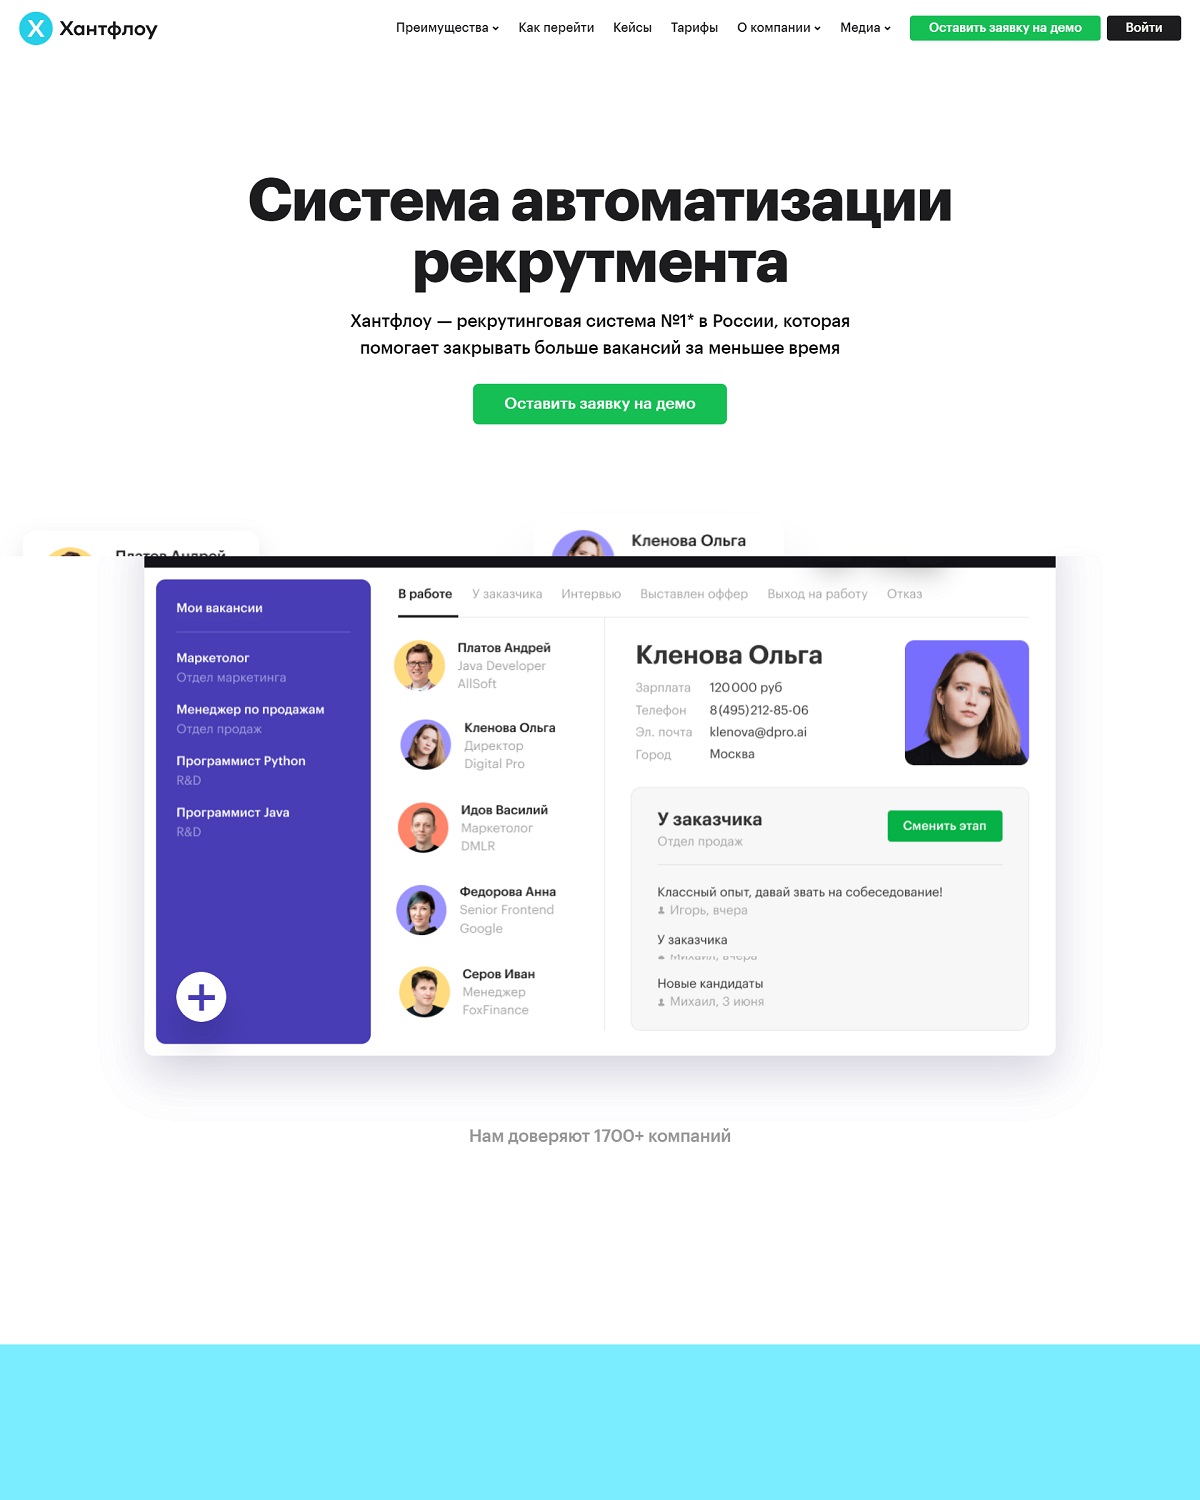 Хантфлоу
Преимущества
Как перейти
Кейсы
Тарифы
О компании
Медиа
Оставить заявку на демо
Войти
Система автоматизации
рекрутмента
Хантфлоу — рекрутинговая система №1* в России, которая
помогает закрывать больше вакансий за меньшее время
Оставить заявку на демо
Платов Андрей
Кленова Ольга
Мои вакансии
Маркетолог
Отдел маркетинга
Менеджер по продажам
Отдел продаж
Программист Python
R&D
Программист Java
R&D
В работе
У заказчика
Интервью
Выставлен оффер
Выход на работу
Отказ
Платов Андрей
Java Developer
AllSoft
Кленова Ольга
Директор
Digital Pro
Идов Василий
Маркетолог
DMLR
Федорова Анна
Senior Frontend
Google
Серов Иван
Менеджер
FoxFinance
Кленова Ольга
Зарплата 120 000 руб
Телефон 8(495)212-85-06
Эл. почта klenova@dpro.ai
Город Москва
У заказчика
Отдел продаж
Сменить этап
Классный опыт, давай звать на собеседование!
Игорь, вчера
У заказчика
Михаил, вчера
Новые кандидаты
Михаил, 3 июня
Нам доверяют 1700+ компаний